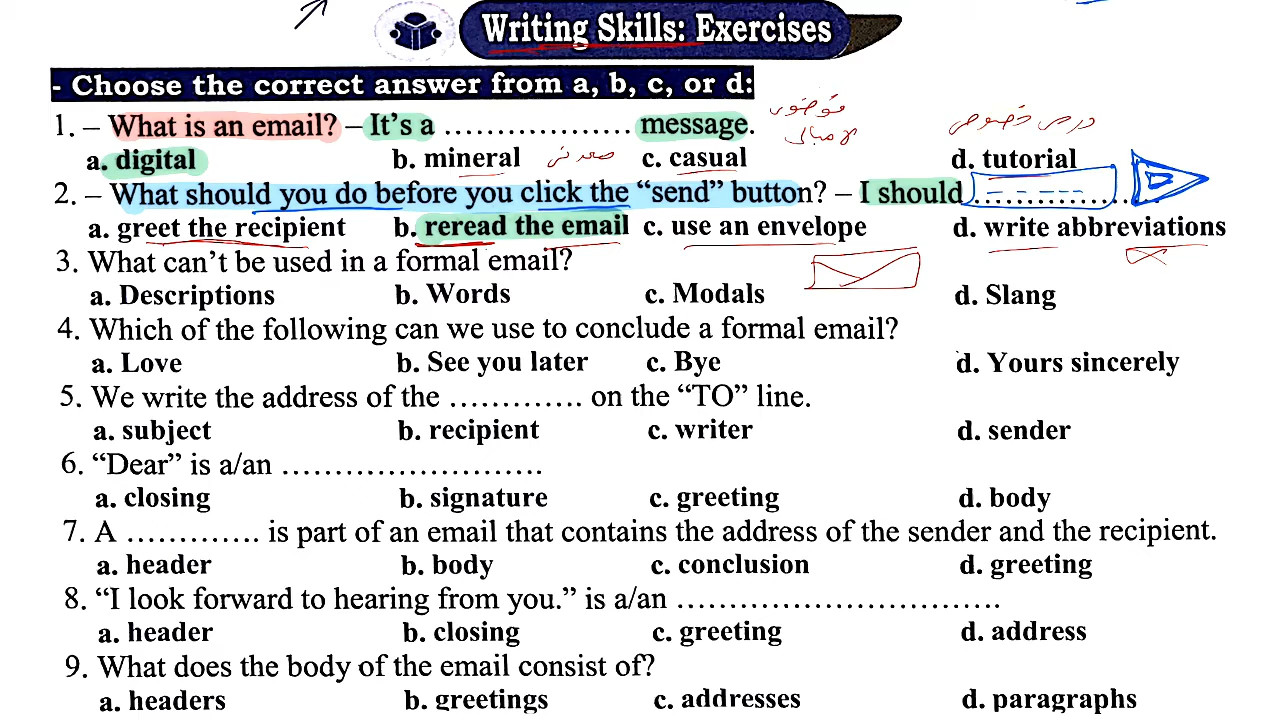 Writing Skills: Exercises
- Choose the correct answer from a, b, c, or d:
1. – What is an email? – It's a ………………. message.
a. digital b. mineral معدني c. casual d. tutorial
2. – What should you do before you click the “send” button? – I should ………………
a. greet the recipient b. reread the email c. use an envelope d. write abbreviations
3. What can't be used in a formal email?
a. Descriptions b. Words c. Modals d. Slang
4. Which of the following can we use to conclude a formal email?
a. Love b. See you later c. Bye d. Yours sincerely
5. We write the address of the …………. on the “TO” line.
a. subject b. recipient c. writer d. sender
6. “Dear” is a/an …………………….
a. closing b. signature c. greeting d. body
7. A …………. is part of an email that contains the address of the sender and the recipient.
a. header b. body c. conclusion d. greeting
8. “I look forward to hearing from you.” is a/an ………………………….
a. header b. closing c. greeting d. address
9. What does the body of the email consist of?
a. headers b. greetings c. addresses d. paragraphs